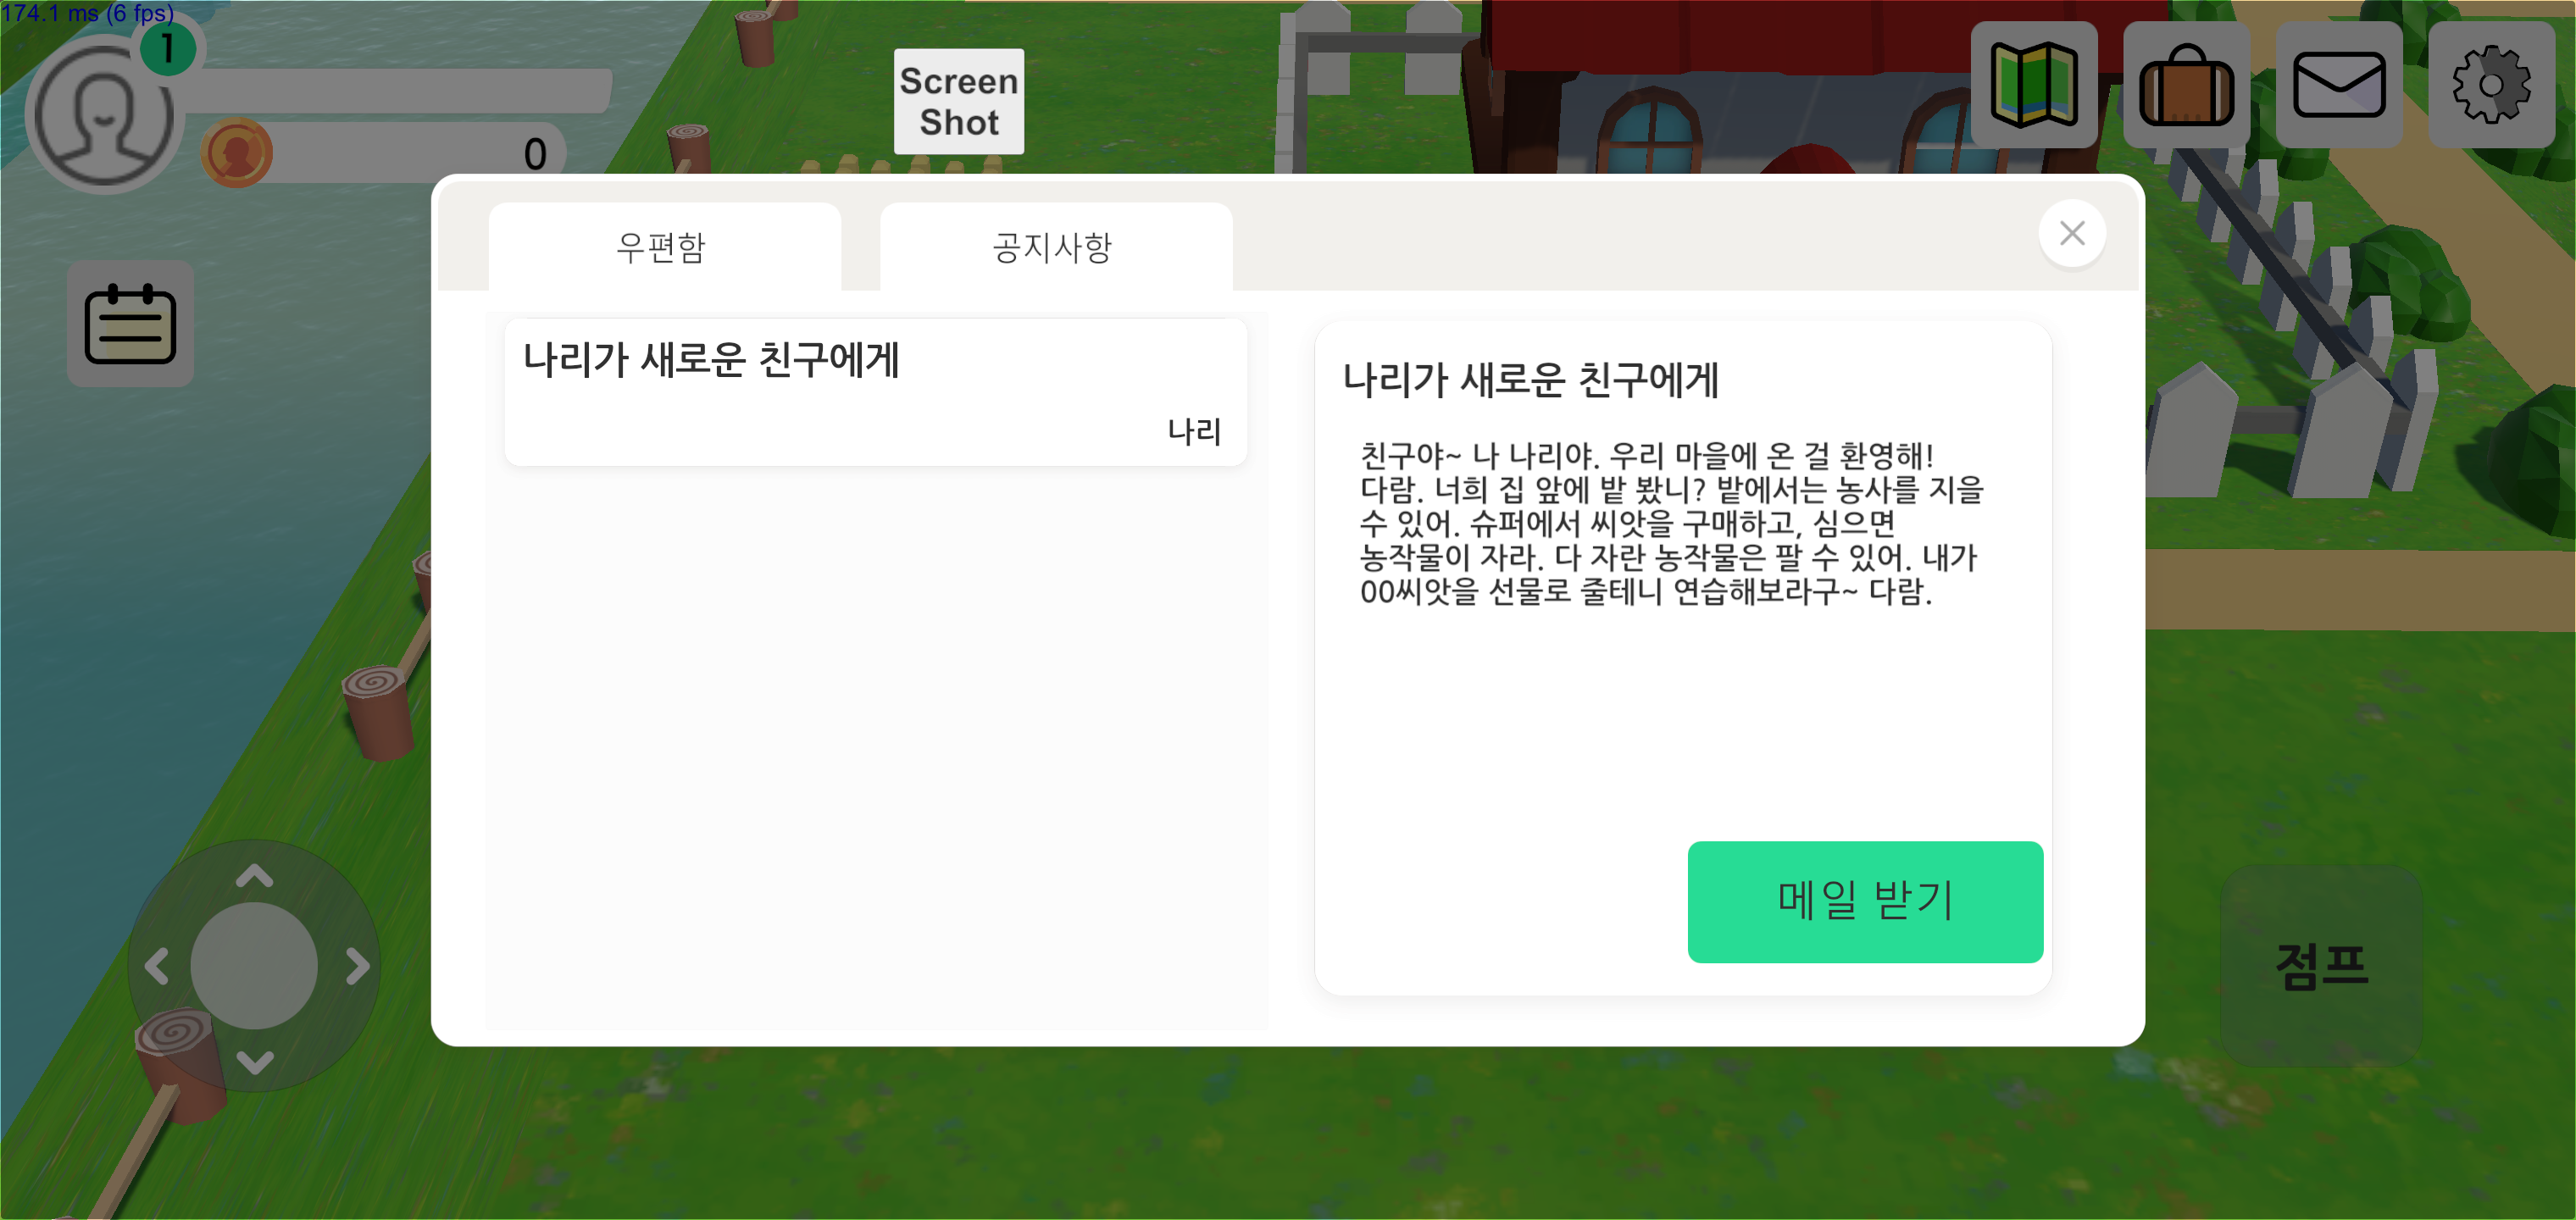 174.1 ms (6 fps)
1
0
Screen
Shot
우편함
공지사항
나리가 새로운 친구에게
나리
나리가 새로운 친구에게
친구야~ 나 나리야. 우리 마을에 온 걸 환영해!
다람. 너희 집 앞에 밭 봤니? 밭에서는 농사를 지을
수 있어. 슈퍼에서 씨앗을 구매하고, 심으면
농작물이 자라. 다 자란 농작물은 팔 수 있어. 내가
00씨앗을 선물로 줄테니 연습해보라구~ 다람.
메일 받기
점프